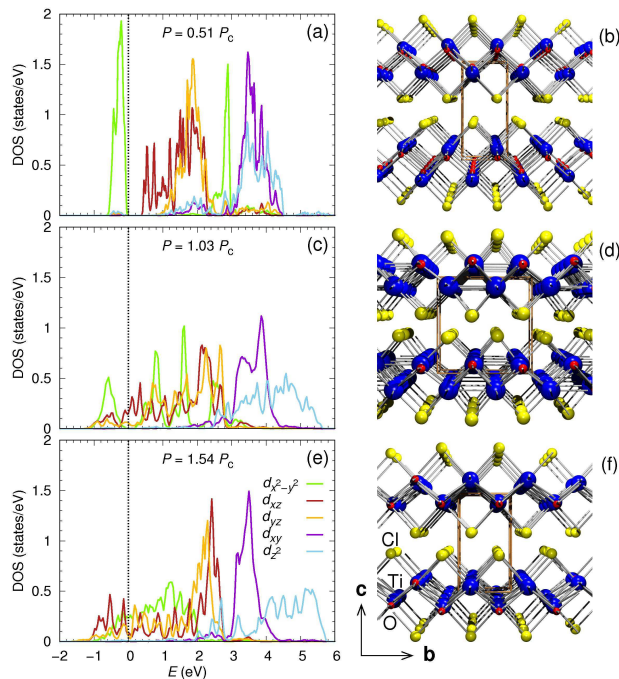 P = 0.51 Pc
(a)
(b)
DOS (states/eV)
2
1.5
1
0.5
0
P = 1.03 Pc
(c)
(d)
DOS (states/eV)
2
1.5
1
0.5
0
P = 1.54 Pc
(e)
(f)
DOS (states/eV)
2
1.5
1
0.5
0
dx²−y²
dxz
dyz
dxy
dz²
−2 −1 0 1 2 3 4 5 6
E (eV)
Cl
Ti
O
c
b